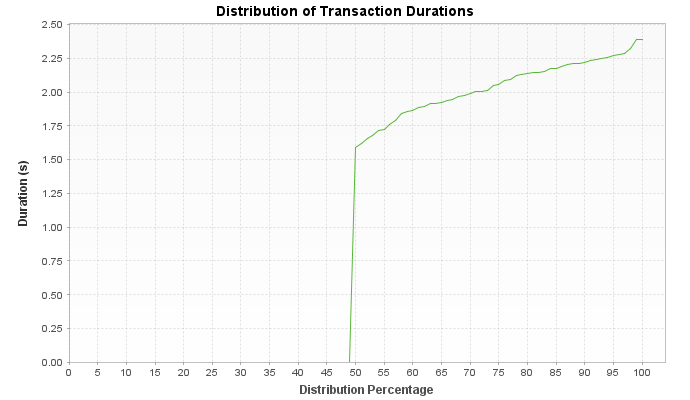 Distribution of Transaction Durations
2.50
2.25
2.00
1.75
1.50
1.25
1.00
0.75
0.50
0.25
0.00
Duration (s)
0 5 10 15 20 25 30 35 40 45 50 55 60 65 70 75 80 85 90 95 100
Distribution Percentage